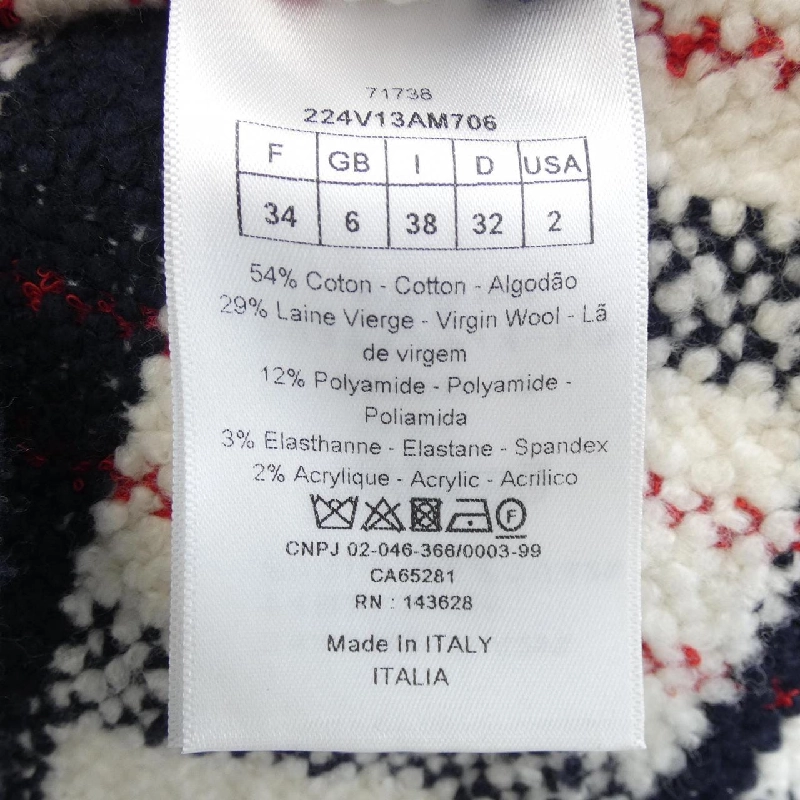 71738
224V13AM706
F GB I D USA
34 6 38 32 2
54% Coton - Cotton - Algodão
29% Laine Vierge - Virgin Wool - Lã
de virgem
12% Polyamide - Polyamide -
Poliamida
3% Elasthanne - Elastane - Spandex
2% Acrylique - Acrylic - Acrilico
F
CNPJ 02-046-366/0003-99
CA65281
RN : 143628
Made In ITALY
ITALIA